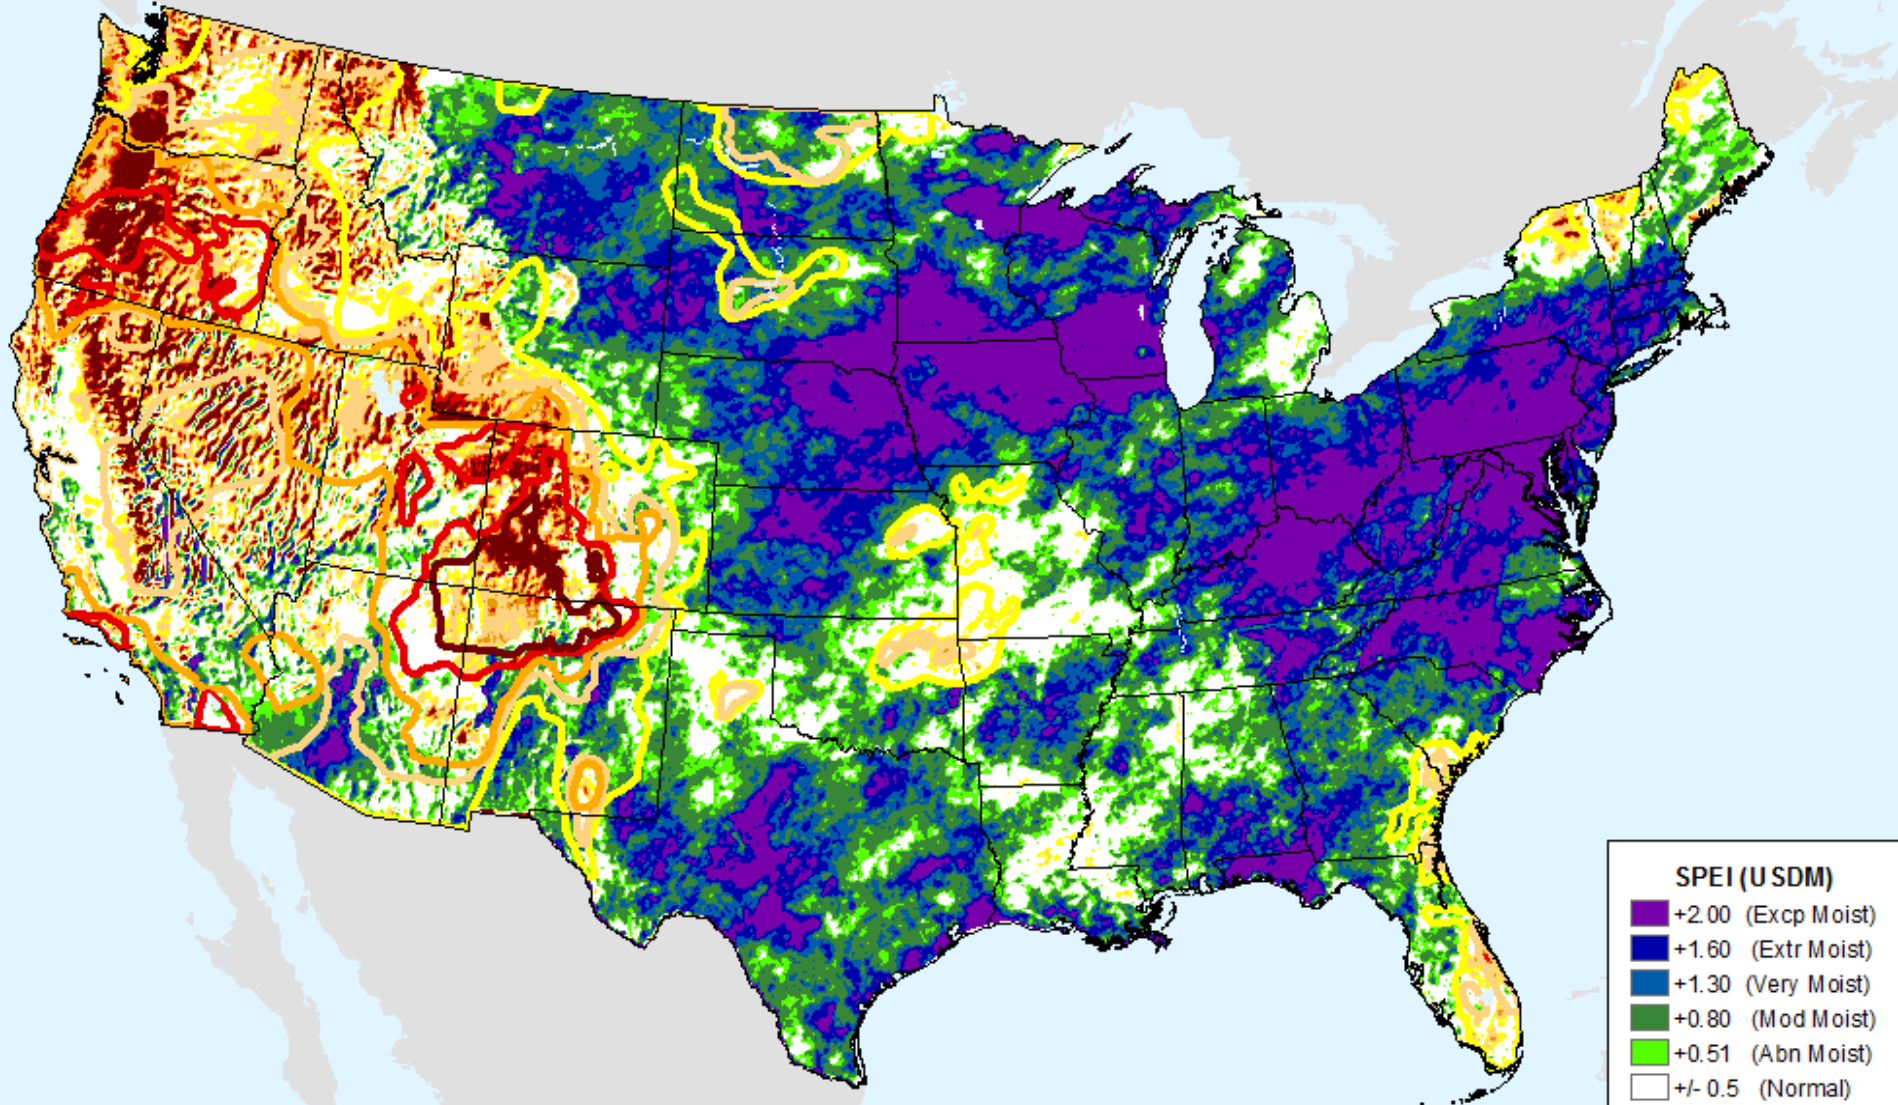 SPEI (USDM)
+2.00 (Excp Moist)
+1.60 (Extr Moist)
+1.30 (Very Moist)
+0.80 (Mod Moist)
+0.51 (Abn Moist)
+/- 0.5 (Normal)